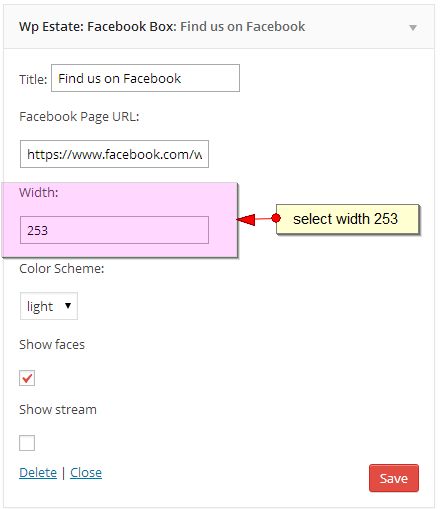 Wp Estate: Facebook Box: Find us on Facebook
Title: Find us on Facebook
Facebook Page URL:
https://www.facebook.com/w
Width:
253
select width 253
Color Scheme:
light
Show faces
Show stream
Delete | Close
Save